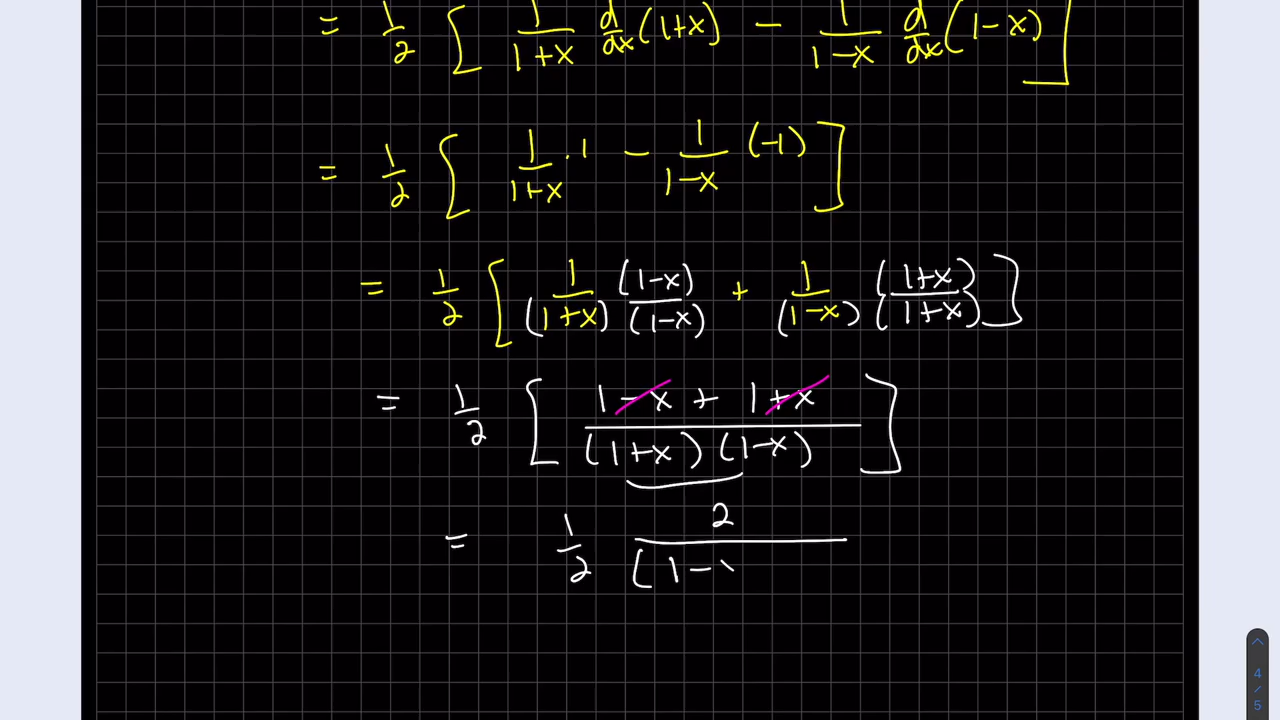 = 1/2 [ 1/(1+x) d/dx (1+x) − 1/(1−x) d/dx (1−x) ]
= 1/2 [ 1/(1+x) · 1 − 1/(1−x) (−1) ]
= 1/2 [ 1/(1+x) (1−x)/(1−x) + 1/(1−x) (1+x)/(1+x) ]
= 1/2 [ (1−x + 1+x)/((1+x)(1−x)) ]
= 1/2 2/[1−
4/5